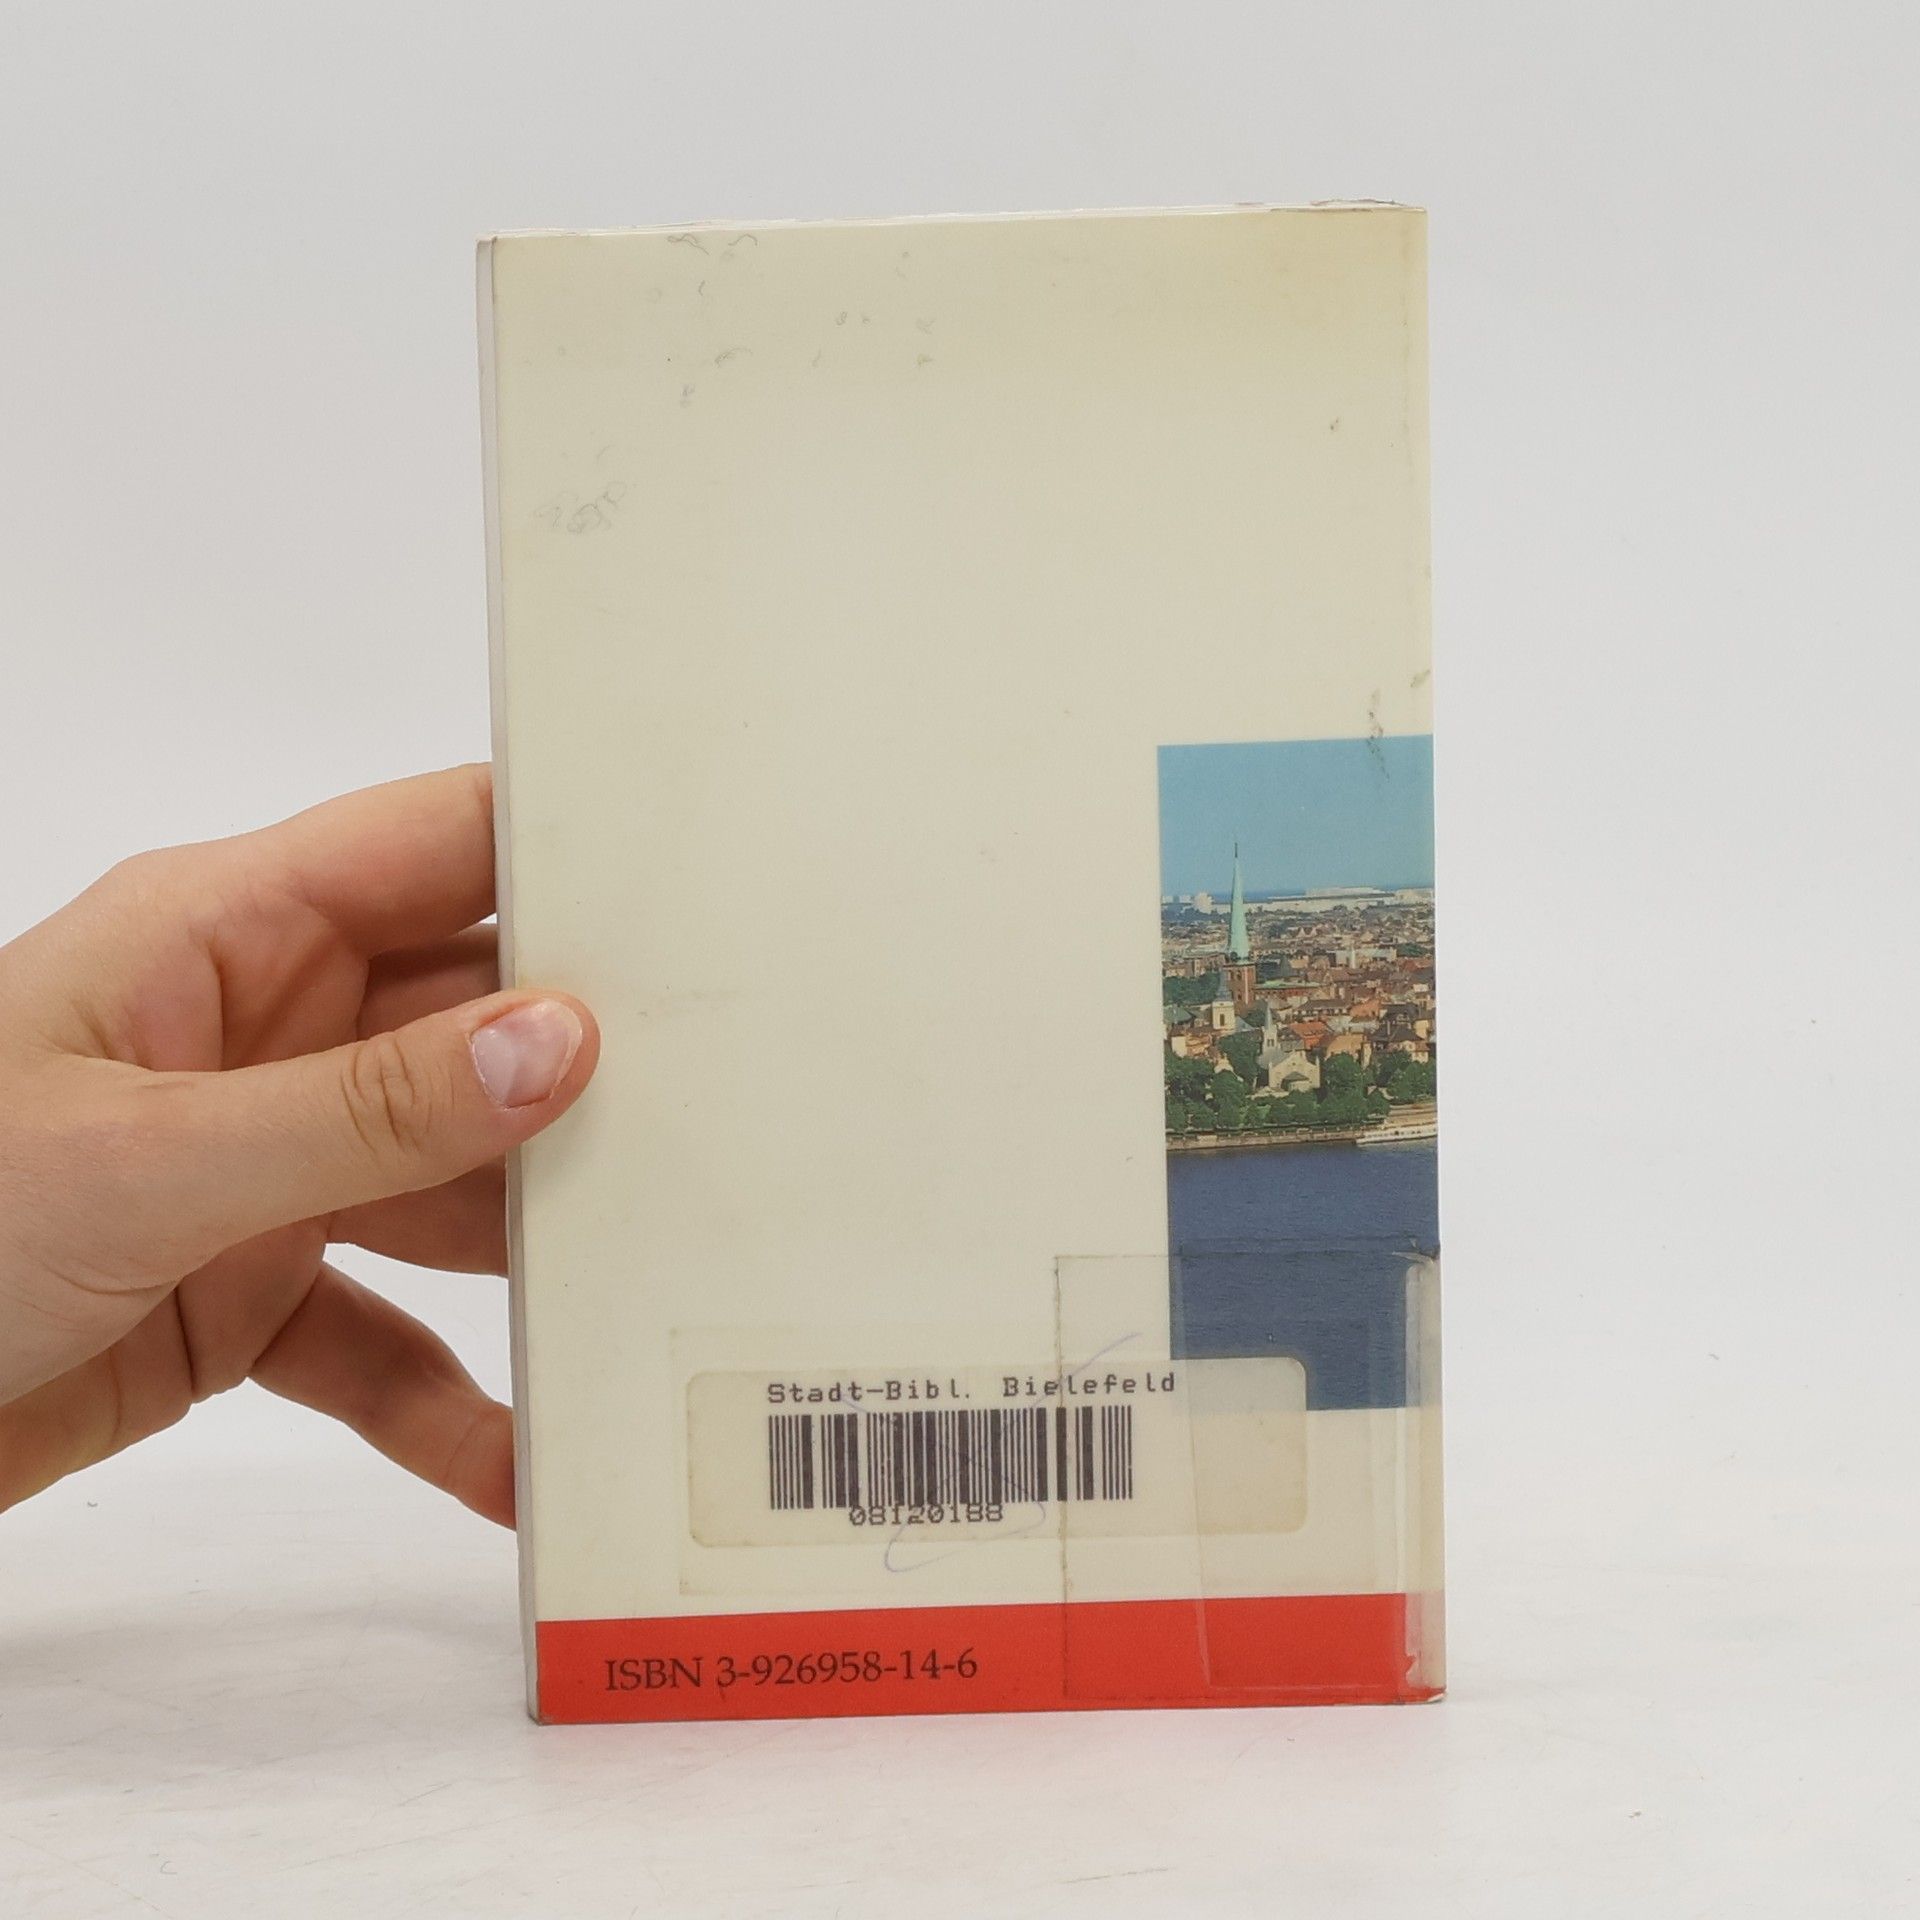 Stadt-Bibl. Bielefeld
08120188
ISBN 3-926958-14-6